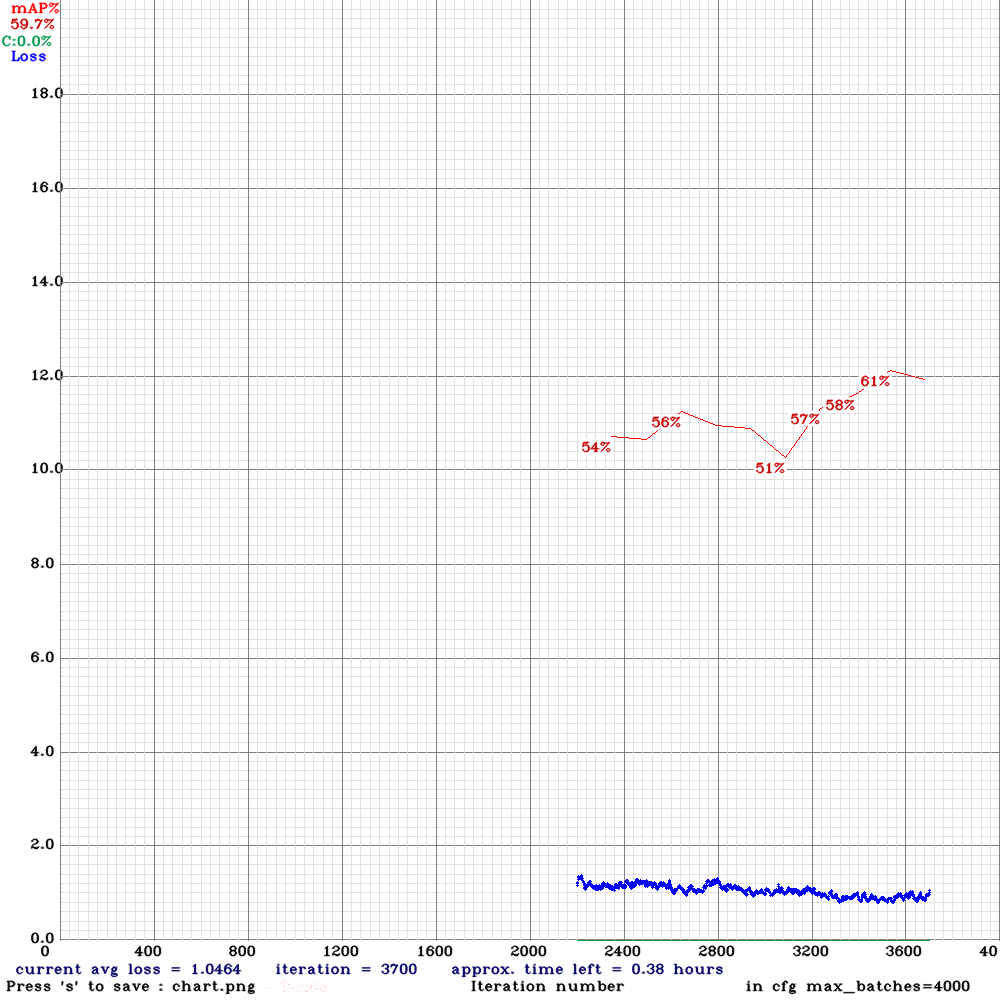 mAP%
59.7%
C:0.0%
Loss
18.0
16.0
14.0
12.0
61%
58%
57%
56%
54%
51%
10.0
8.0
6.0
4.0
2.0
0.0
0 400 800 1200 1600 2000 2400 2800 3200 3600 40
current avg loss = 1.0464 iteration = 3700 approx. time left = 0.38 hours
Press 's' to save : chart.png Iteration number in cfg max_batches=4000